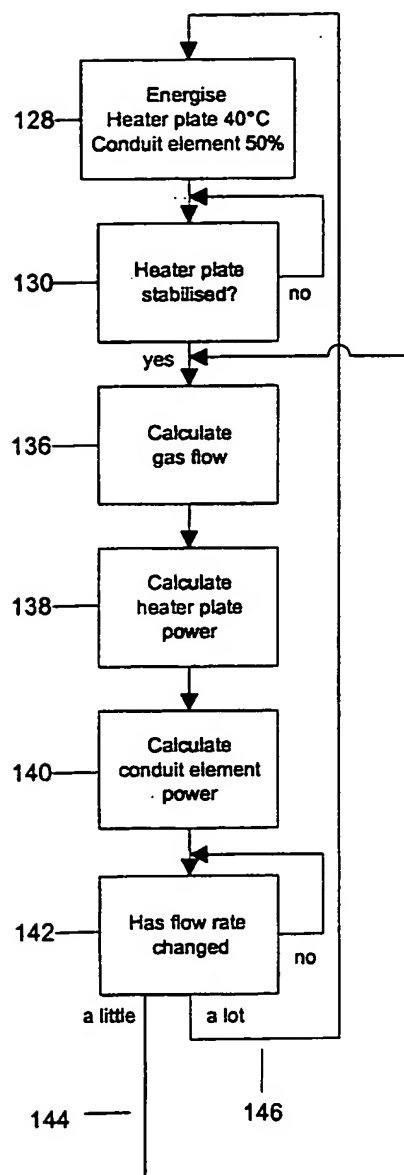 Energise
128
Heater plate 40°C
Conduit element 50%
Heater plate
130
stabilised?
no
yes
Calculate
136
gas flow
Calculate
138
heater plate
power
Calculate
140
conduit element
power
Has flow rate
142
changed
no
a little
a lot
144
146